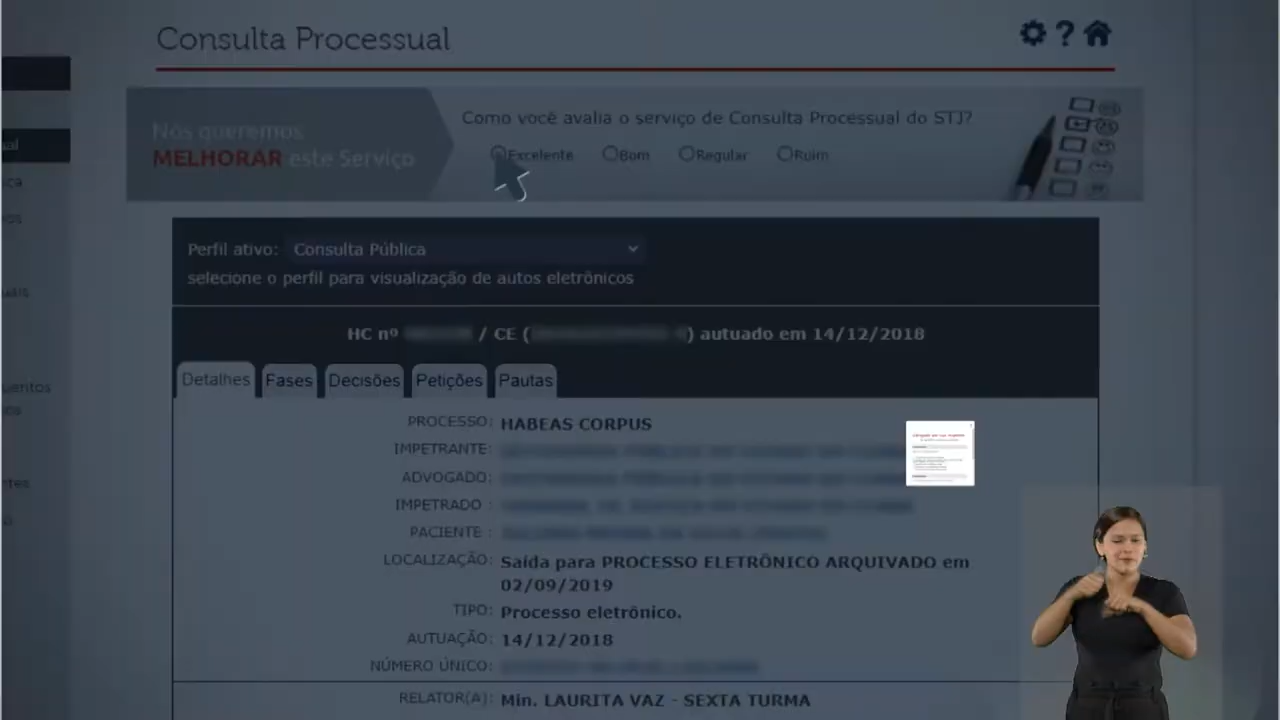 Consulta Processual
Nós queremos
MELHORAR este Serviço
Como você avalia o serviço de Consulta Processual do STJ?
Excelente Bom Regular Ruim
Perfil ativo: Consulta Pública
selecione o perfil para visualização de autos eletrônicos
HC nº / CE ( ) autuado em 14/12/2018
Detalhes Fases Decisões Petições Pautas
PROCESSO: HABEAS CORPUS
IMPETRANTE:
ADVOGADO:
IMPETRADO :
PACIENTE :
LOCALIZAÇÃO: Saída para PROCESSO ELETRÔNICO ARQUIVADO em
02/09/2019
TIPO: Processo eletrônico.
AUTUAÇÃO: 14/12/2018
NÚMERO ÚNICO:
RELATOR(A): Min. LAURITA VAZ - SEXTA TURMA